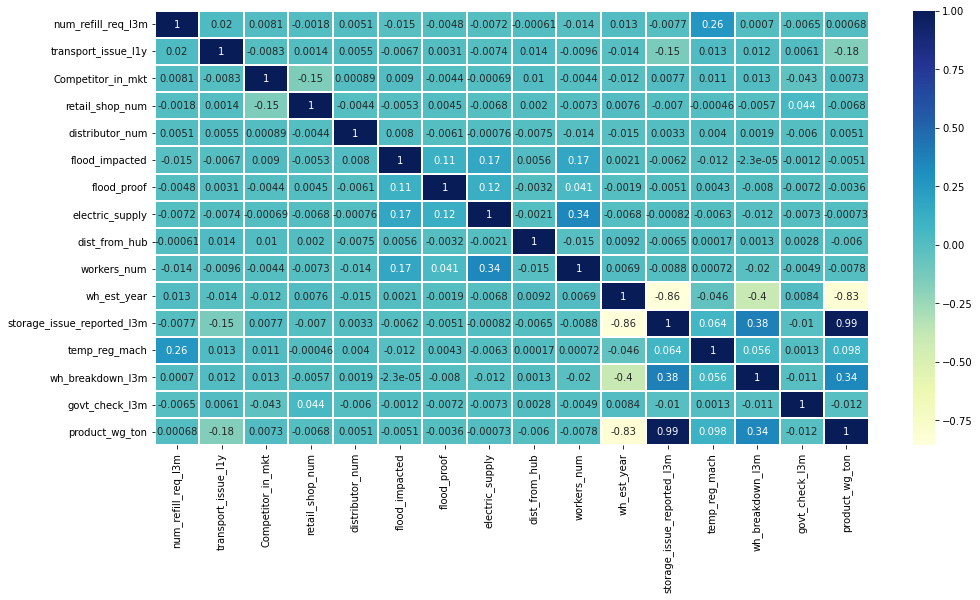 num_refill_req_l3m 1 0.02 0.0081 -0.0018 0.0051 -0.015 -0.0048 -0.0072 -0.00061 -0.014 0.013 -0.0077 0.26 0.0007 -0.0065 0.00068
transport_issue_l1y 0.02 1 -0.0083 0.0014 0.0055 -0.0067 0.0031 -0.0074 0.014 -0.0096 -0.014 -0.15 0.013 0.012 0.0061 -0.18
Competitor_in_mkt 0.0081 -0.0083 1 -0.15 0.00089 0.009 -0.0044 -0.00069 0.01 -0.0044 -0.012 0.0077 0.011 0.013 -0.043 0.0073
retail_shop_num -0.0018 0.0014 -0.15 1 -0.0044 -0.0053 0.0045 -0.0068 0.002 -0.0073 0.0076 -0.007 -0.00046 -0.0057 0.044 -0.0068
distributor_num 0.0051 0.0055 0.00089 -0.0044 1 0.008 -0.0061 -0.00076 -0.0075 -0.014 -0.015 0.0033 0.004 0.0019 -0.006 0.0051
flood_impacted -0.015 -0.0067 0.009 -0.0053 0.008 1 0.11 0.17 0.0056 0.17 0.0021 -0.0062 -0.012 -2.3e-05 -0.0012 -0.0051
flood_proof -0.0048 0.0031 -0.0044 0.0045 -0.0061 0.11 1 0.12 -0.0032 0.041 -0.0019 -0.0051 0.0043 -0.008 -0.0072 -0.0036
electric_supply -0.0072 -0.0074 -0.00069 -0.0068 -0.00076 0.17 0.12 1 -0.0021 0.34 -0.0068 -0.00082 -0.0063 -0.012 -0.0073 -0.00073
dist_from_hub -0.00061 0.014 0.01 0.002 -0.0075 0.0056 -0.0032 -0.0021 1 -0.015 0.0092 -0.0065 0.00017 0.0013 0.0028 -0.006
workers_num -0.014 -0.0096 -0.0044 -0.0073 -0.014 0.17 0.041 0.34 -0.015 1 0.0069 -0.0088 0.00072 -0.02 -0.0049 -0.0078
wh_est_year 0.013 -0.014 -0.012 0.0076 -0.015 0.0021 -0.0019 -0.0068 0.0092 0.0069 1 -0.86 -0.046 -0.4 0.0084 -0.83
storage_issue_reported_l3m -0.0077 -0.15 0.0077 -0.007 0.0033 -0.0062 -0.0051 -0.00082 -0.0065 -0.0088 -0.86 1 0.064 0.38 -0.01 0.99
temp_reg_mach 0.26 0.013 0.011 -0.00046 0.004 -0.012 0.0043 -0.0063 0.00017 0.00072 -0.046 0.064 1 0.056 0.0013 0.098
wh_breakdown_l3m 0.0007 0.012 0.013 -0.0057 0.0019 -2.3e-05 -0.008 -0.012 0.0013 -0.02 -0.4 0.38 0.056 1 -0.011 0.34
govt_check_l3m -0.0065 0.0061 -0.043 0.044 -0.006 -0.0012 -0.0072 -0.0073 0.0028 -0.0049 0.0084 -0.01 0.0013 -0.011 1 -0.012
product_wg_ton 0.00068 -0.18 0.0073 -0.0068 0.0051 -0.0051 -0.0036 -0.00073 -0.006 -0.0078 -0.83 0.99 0.098 0.34 -0.012 1
num_refill_req_l3m
transport_issue_l1y
Competitor_in_mkt
retail_shop_num
distributor_num
flood_impacted
flood_proof
electric_supply
dist_from_hub
workers_num
wh_est_year
storage_issue_reported_l3m
temp_reg_mach
wh_breakdown_l3m
govt_check_l3m
product_wg_ton
1.00
0.75
0.50
0.25
0.00
−0.25
−0.50
−0.75